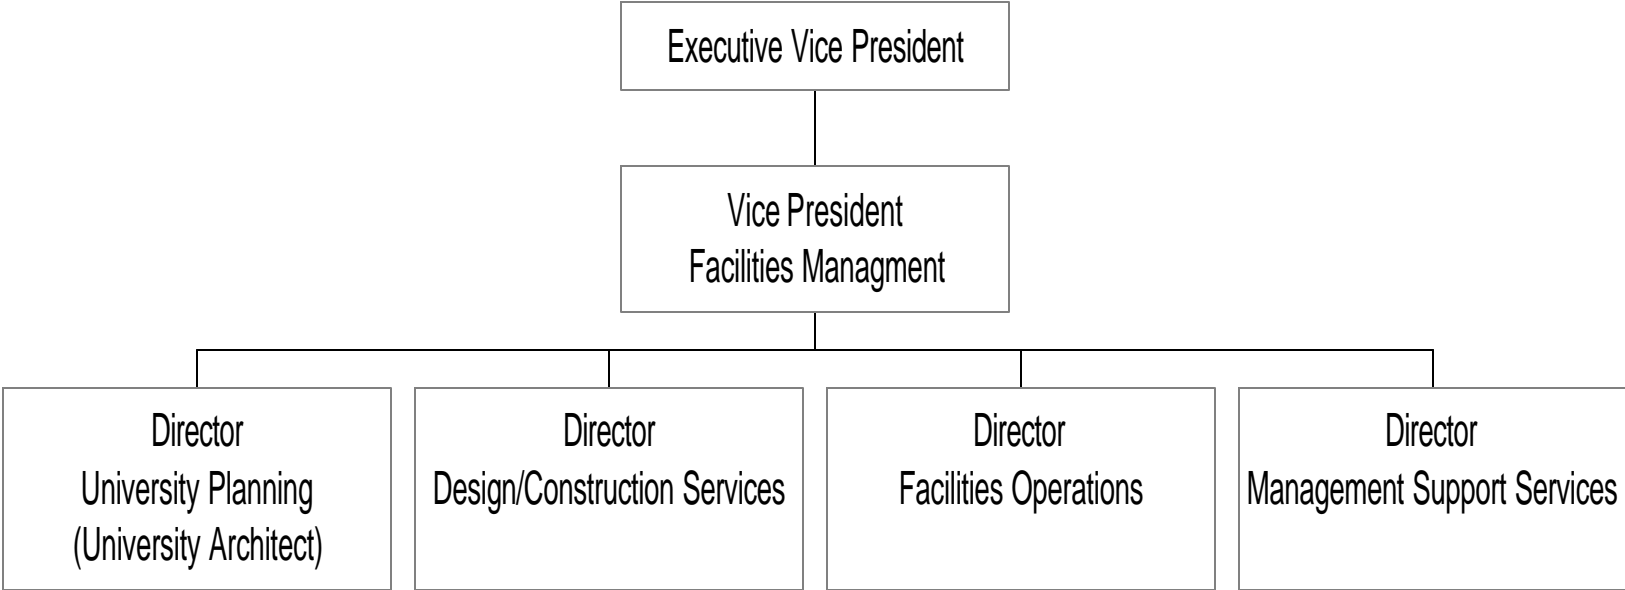 Executive Vice President
Vice President
Facilities Managment
Director
University Planning
(University Architect)
Director
Design/Construction Services
Director
Facilities Operations
Director
Management Support Services